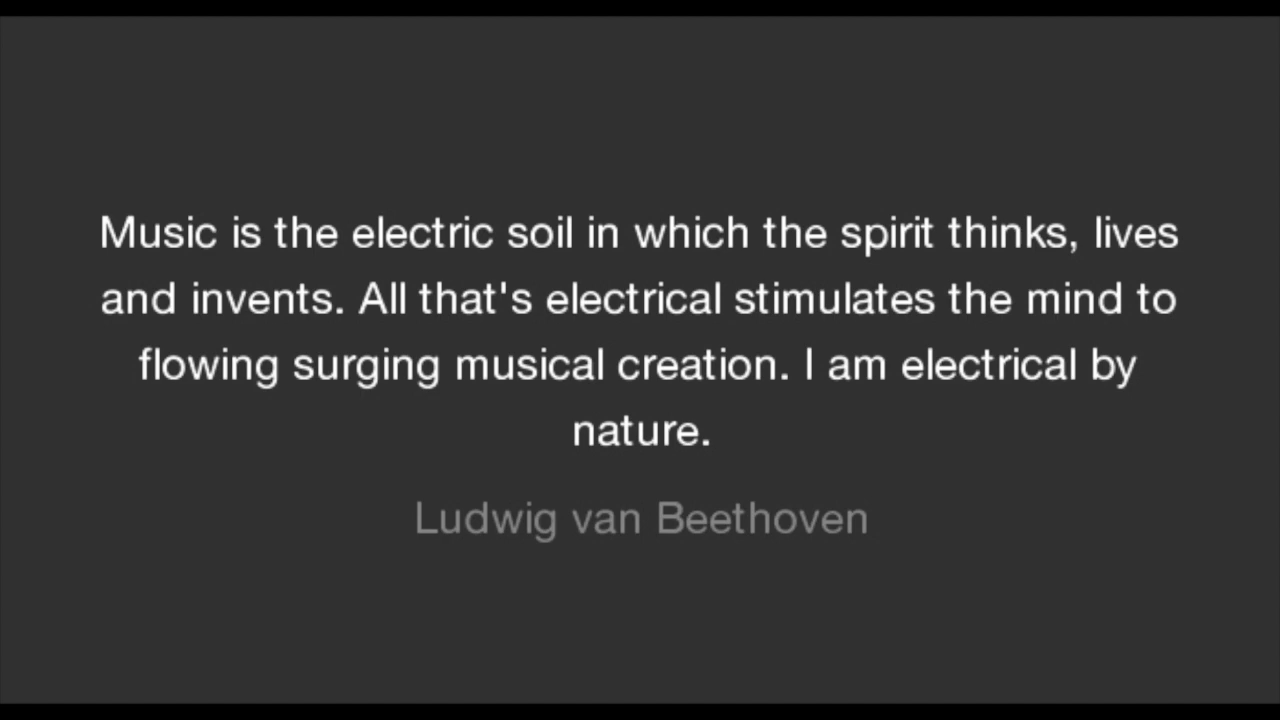 Music is the electric soil in which the spirit thinks, lives
and invents. All that's electrical stimulates the mind to
flowing surging musical creation. I am electrical by
nature.
Ludwig van Beethoven